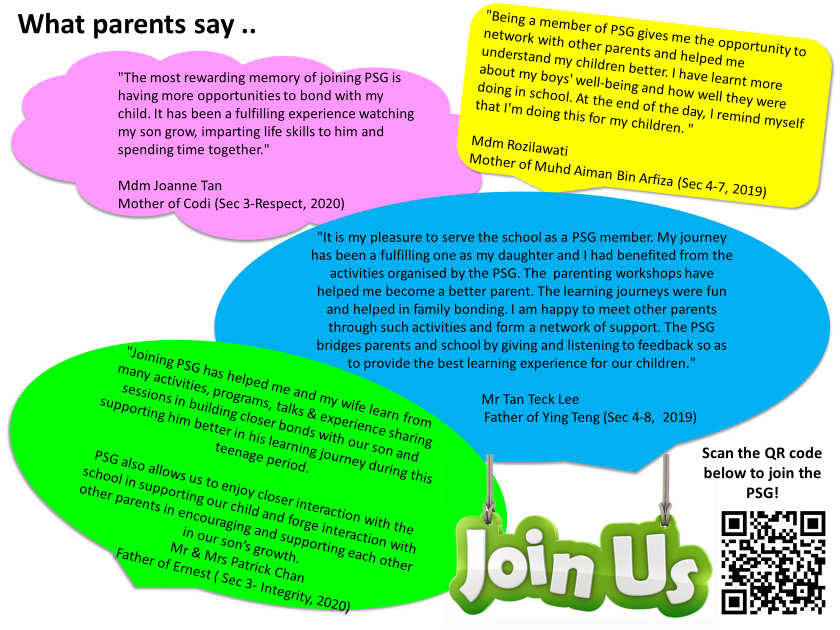 What parents say ..
"The most rewarding memory of joining PSG is
having more opportunities to bond with my
child. It has been a fulfilling experience watching
my son grow, imparting life skills to him and
spending time together."
Mdm Joanne Tan
Mother of Codi (Sec 3-Respect, 2020)
"Being a member of PSG gives me the opportunity to
network with other parents and helped me
understand my children better. I have learnt more
about my boys' well-being and how well they were
doing in school. At the end of the day, I remind myself
that I'm doing this for my children. "
Mdm Rozilawati
Mother of Muhd Aiman Bin Arfiza (Sec 4-7, 2019)
"It is my pleasure to serve the school as a PSG member. My journey
has been a fulfilling one as my daughter and I had benefited from the
activities organised by the PSG. The  parenting workshops have
helped me become a better parent. The learning journeys were fun
and helped in family bonding. I am happy to meet other parents
through such activities and form a network of support. The PSG
bridges parents and school by giving and listening to feedback so as
to provide the best learning experience for our children."
Mr Tan Teck Lee
Father of Ying Teng (Sec 4-8,  2019)
"Joining PSG has helped me and my wife learn from
many activities, programs, talks & experience sharing
sessions in building closer bonds with our son and
supporting him better in his learning journey during this
teenage period.
PSG also allows us to enjoy closer interaction with the
school in supporting our child and forge interaction with
other parents in encouraging and supporting each other
in our son's growth.
Mr & Mrs Patrick Chan
Father of Ernest ( Sec 3- Integrity, 2020)
Scan the QR code
below to join the
PSG!
Join Us